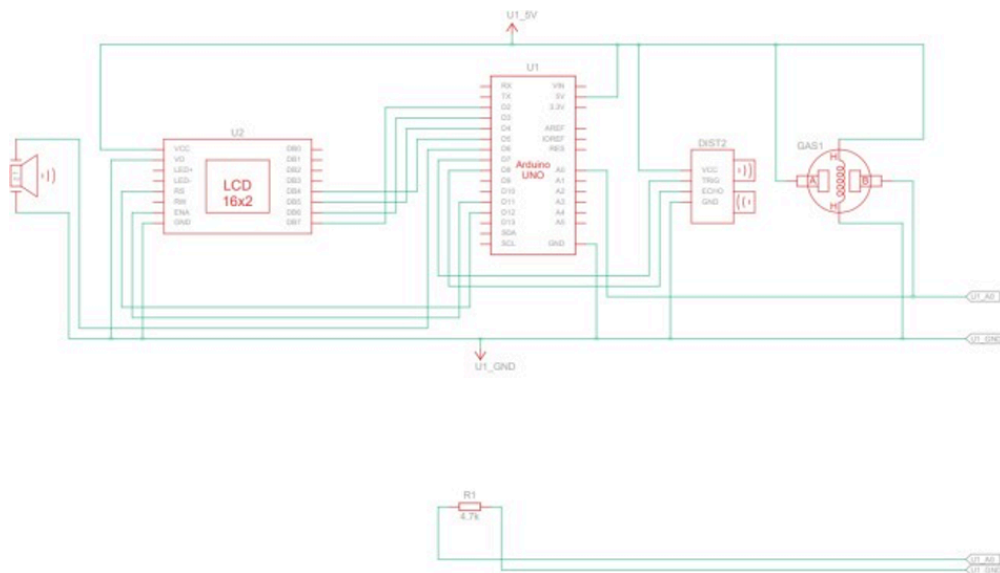 U1_5V
U1
RX
TX
D2
D3
D4
D5
D6
D7
D8
D9
D10
D11
D12
D13
SDA
SCL
VIN
5V
3.3V
AREF
IOREF
RES
A0
A1
A2
A3
A4
A5
GND
Arduino
UNO
U2
VCC
VO
LED+
LED-
RS
RW
ENA
GND
LCD
16x2
DB0
DB1
DB2
DB3
DB4
DB5
DB6
DB7
DIST2
VCC
TRIG
ECHO
GND
GAS1
H
A
B
H
U1_A0
U1_GND
U1_GND
R1
4.7k
U1_A0
U1_GND